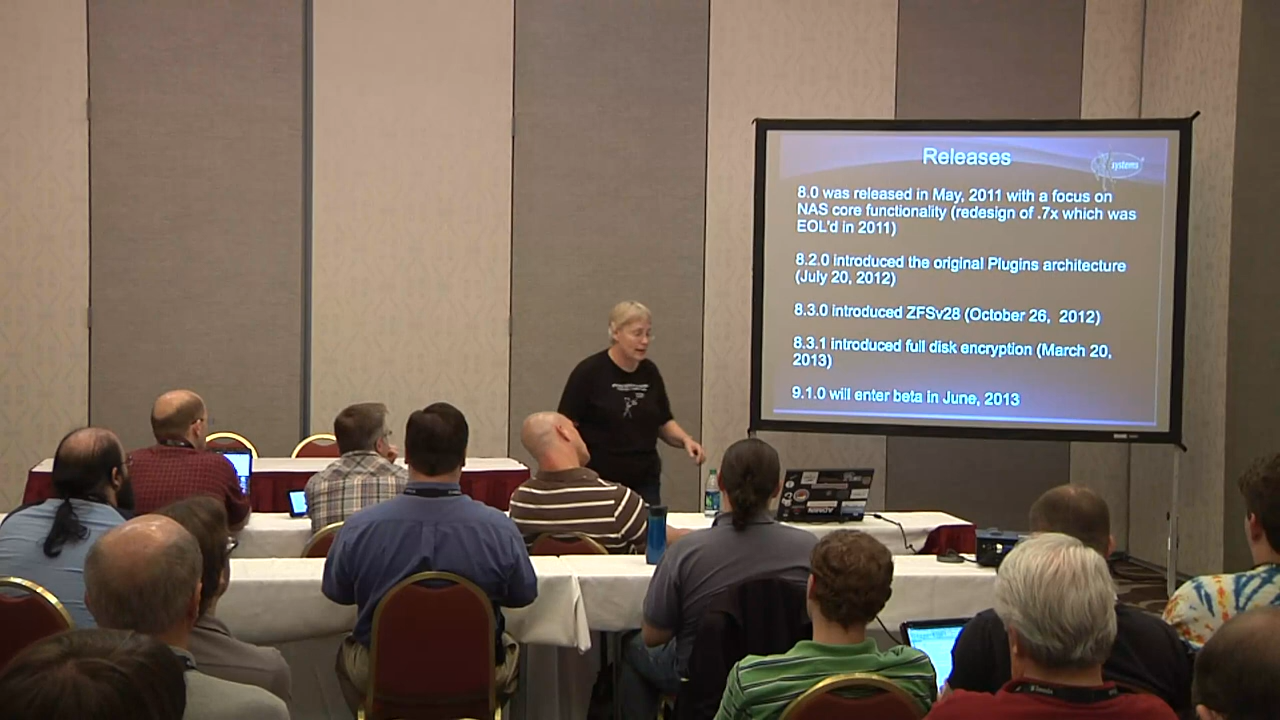 Releases
systems
8.0 was released in May, 2011 with a focus on
NAS core functionality (redesign of .7x which was
EOL'd in 2011)
8.2.0 introduced the original Plugins architecture
(July 20, 2012)
8.3.0 introduced ZFSv28 (October 26, 2012)
8.3.1 introduced full disk encryption (March 20,
2013)
9.1.0 will enter beta in June, 2013
ADMIN